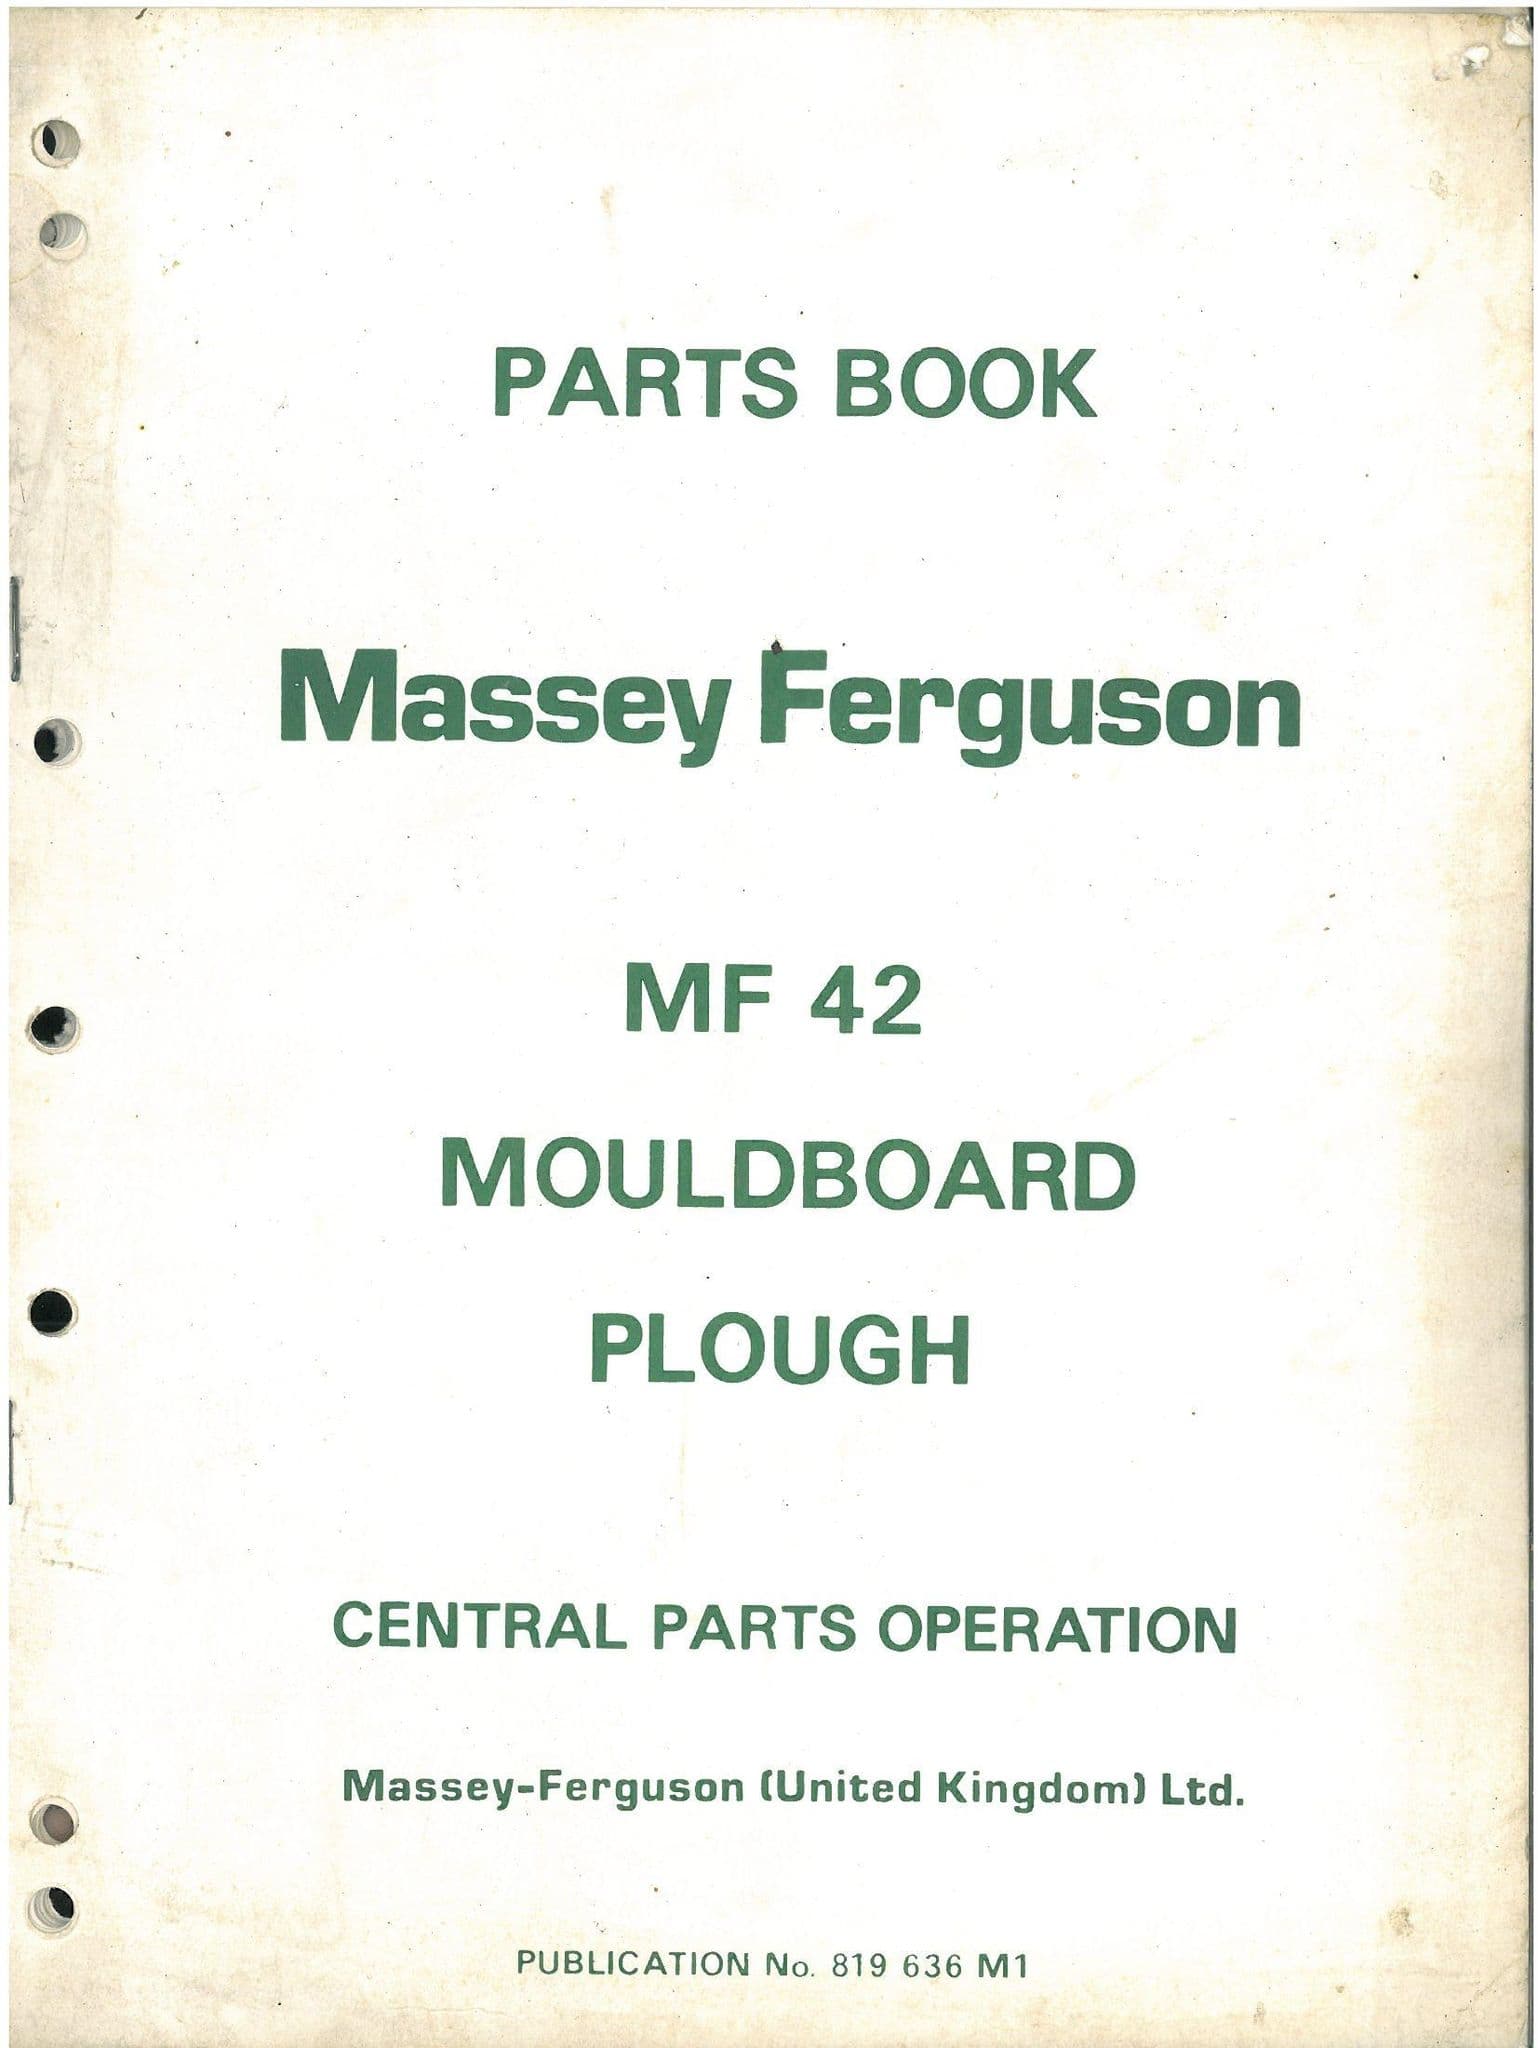 PARTS BOOK
Massey Ferguson
MF 42
MOULDBOARD
PLOUGH
CENTRAL PARTS OPERATION
Massey-Ferguson (United Kingdom) Ltd.
PUBLICATION No. 819 636 M1